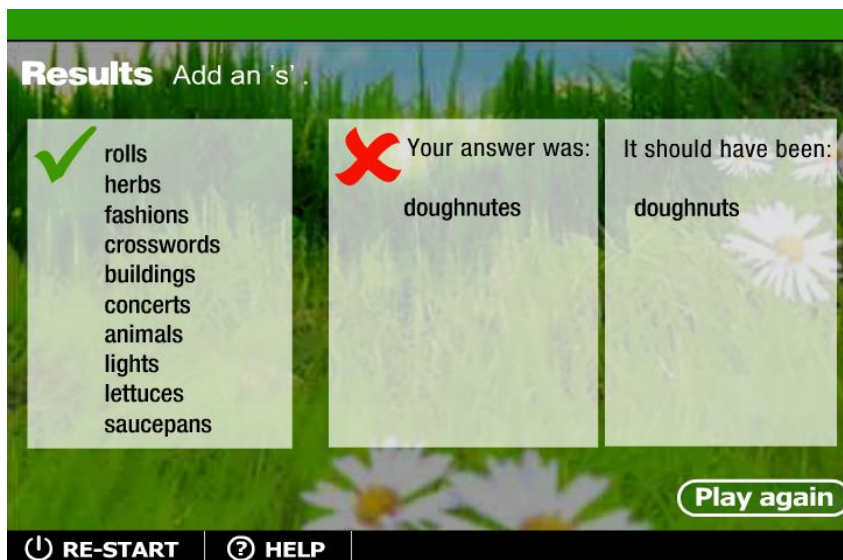 Results Add an 's' .
rolls
herbs
fashions
crosswords
buildings
concerts
animals
lights
lettuces
saucepans
Your answer was:
doughnutes
It should have been:
doughnuts
Play again
RE-START
? HELP